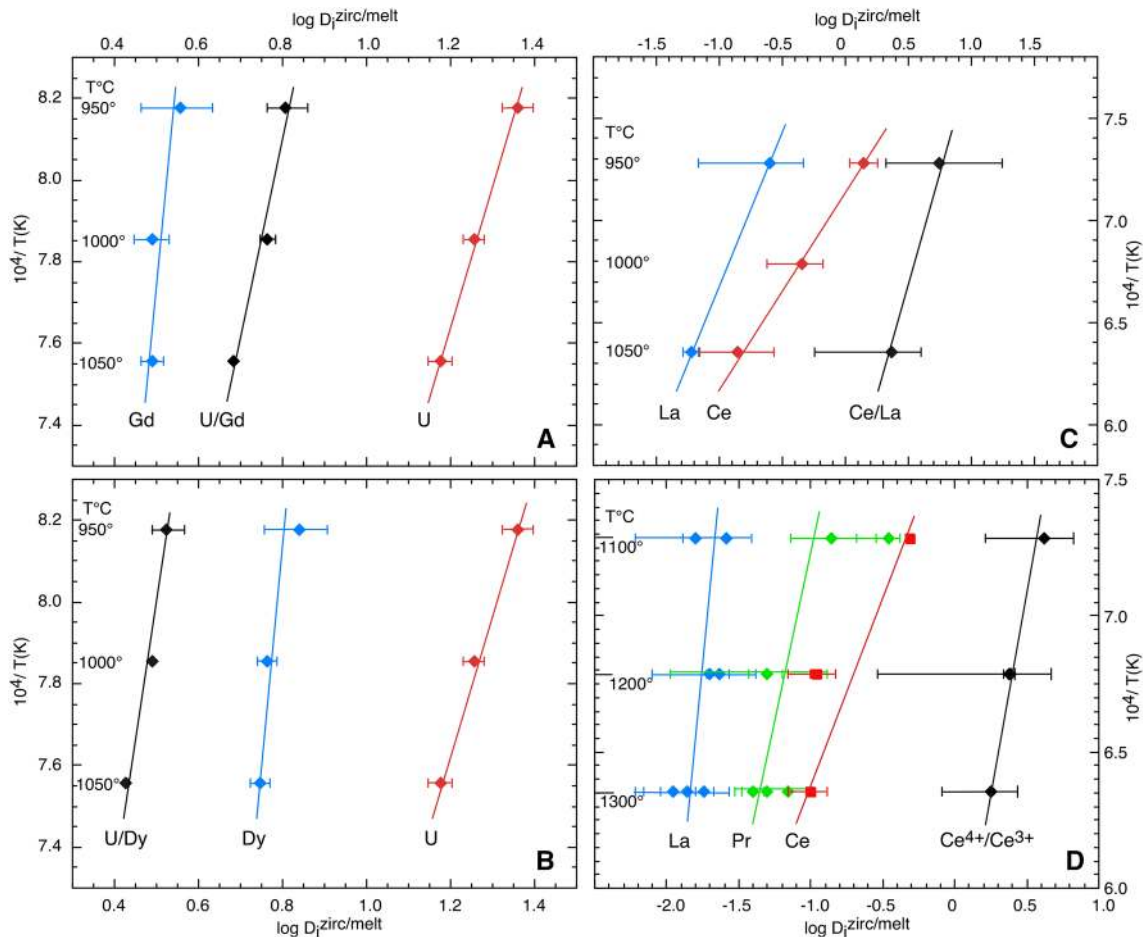 log Dᵢzirc/melt
0.4 0.6 0.8 1.0 1.2 1.4
T°C
8.2
950°
8.0
10⁴/ T(K)
1000°
7.8
7.6
1050°
7.4
Gd U/Gd U
A
log Dᵢzirc/melt
-1.5 -1 -0.5 0 0.5 1.0 1.5
T°C
7.5
950°
7.0
1000°
10⁴/ T(K)
6.5
1050°
6.0
La Ce Ce/La
C
T°C
8.2
950°
8.0
10⁴/ T(K)
1000°
7.8
7.6
1050°
7.4
U/Dy Dy U
B
0.4 0.6 0.8 1.0 1.2 1.4
log Dᵢzirc/melt
T°C
7.5
1100°
7.0
1200°
10⁴/ T(K)
6.5
1300°
6.0
La Pr Ce Ce⁴⁺/Ce³⁺
D
-2.0 -1.5 -1.0 -0.5 0 0.6 1.0
log Dᵢzirc/melt